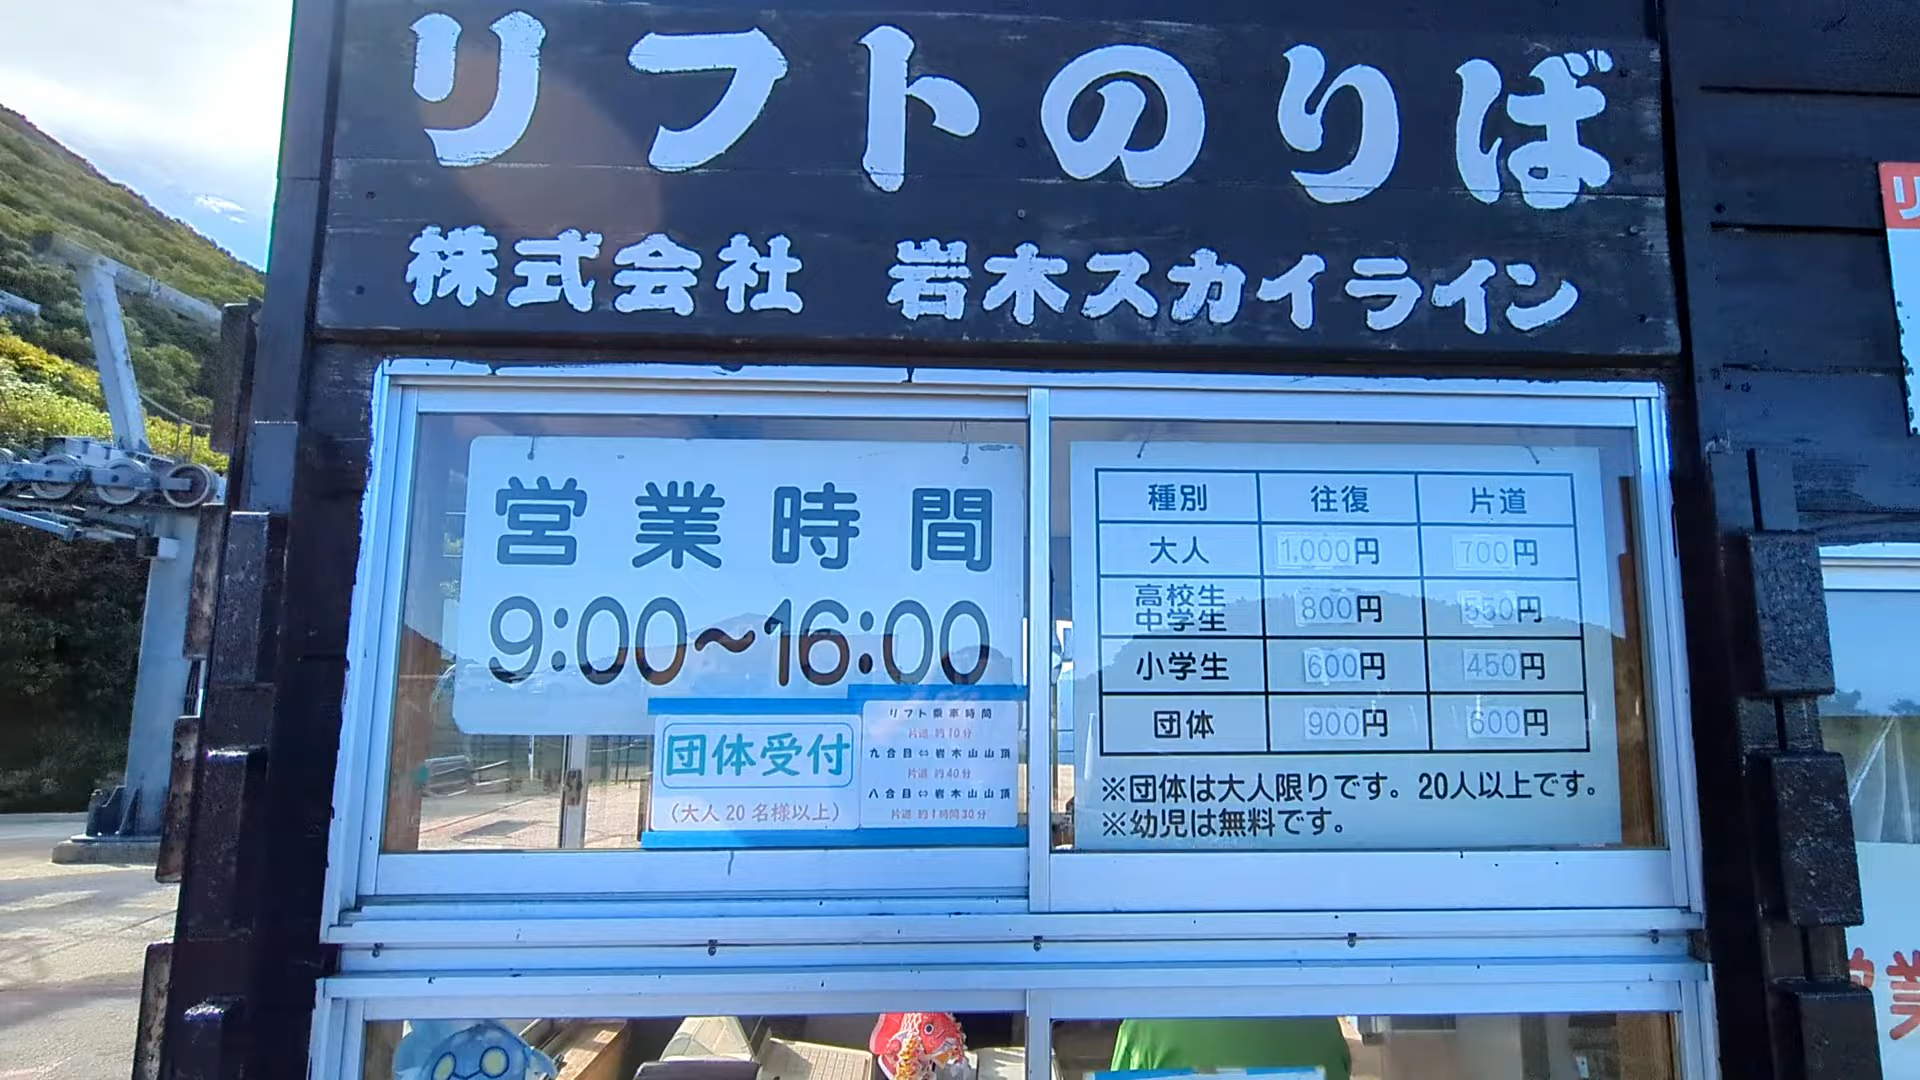 リフトのりば
株式会社 岩木スカイライン
営業時間
9:00～16:00
団体受付
(大人20名様以上)
リフト乗車時間
片道 約10分
九合目⇔岩木山山頂
片道 約40分
八合目⇔岩木山山頂
片道 約1時間30分
種別 往復 片道
大人 1,000円 700円
高校生
中学生 800円 550円
小学生 600円 450円
団体 900円 600円
※団体は大人限りです。20人以上です。
※幼児は無料です。
リ
業